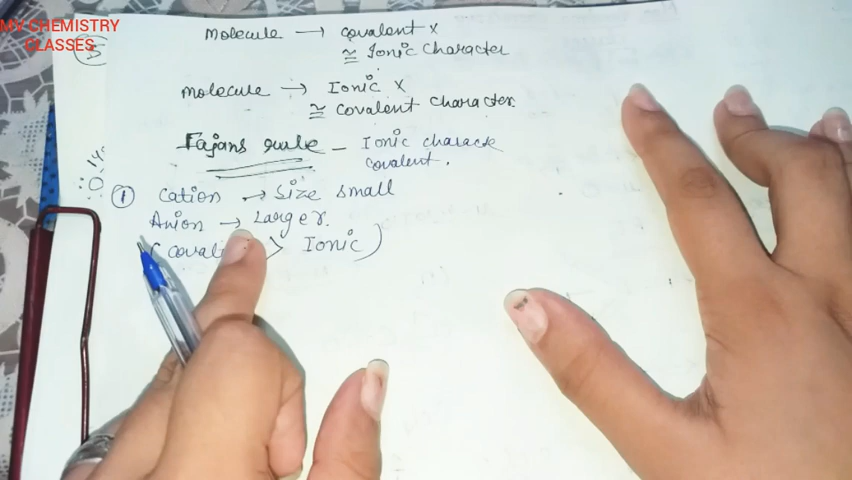 MY CHEMISTRY
CLASSES
Molecule → covalent x
≅ Ionic character
molecule → Ionic x
≅ covalent character.
Fajans rule - Ionic charack
covalent.
① Cation → Size small
Anion → Larger.
> Ionic)